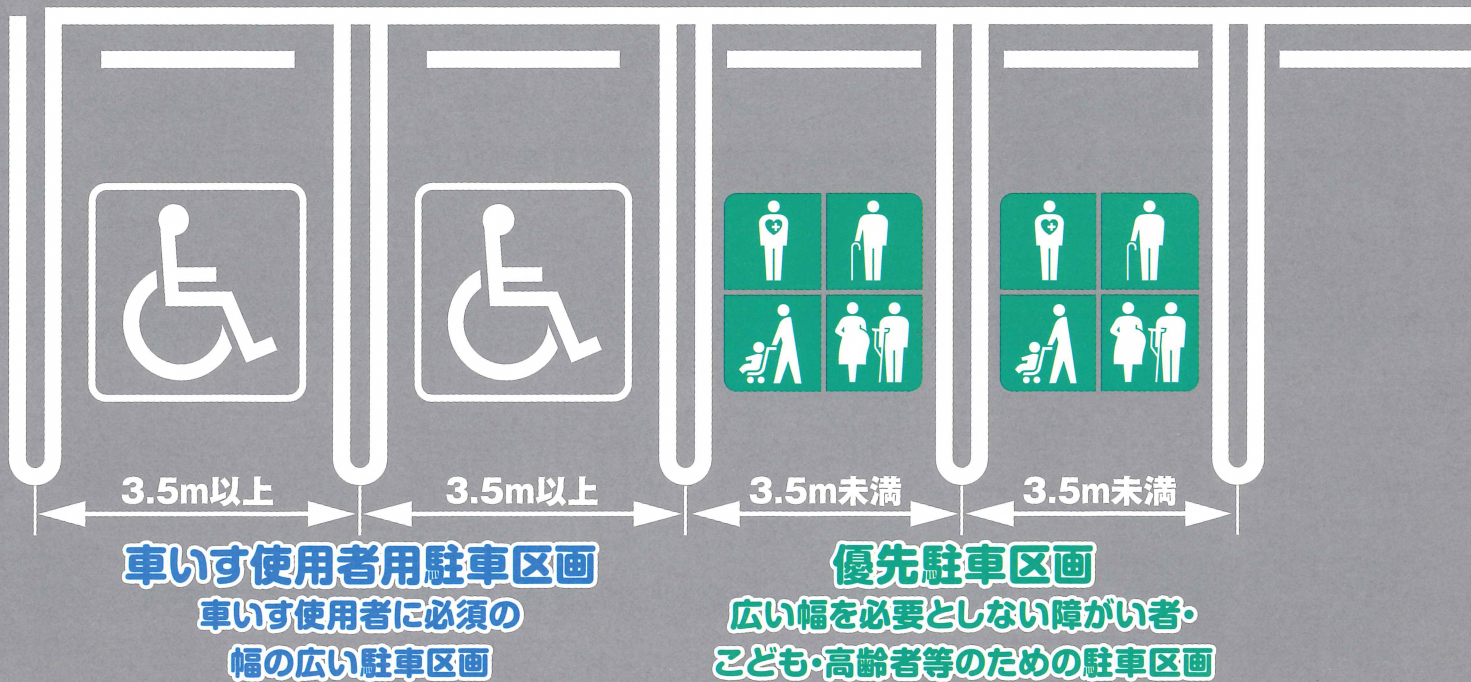 3.5m以上
3.5m以上
3.5m未満
3.5m未満
車いす使用者用駐車区画
車いす使用者に必須の
幅の広い駐車区画
優先駐車区画
広い幅を必要としない障がい者・
こども・高齢者等のための駐車区画